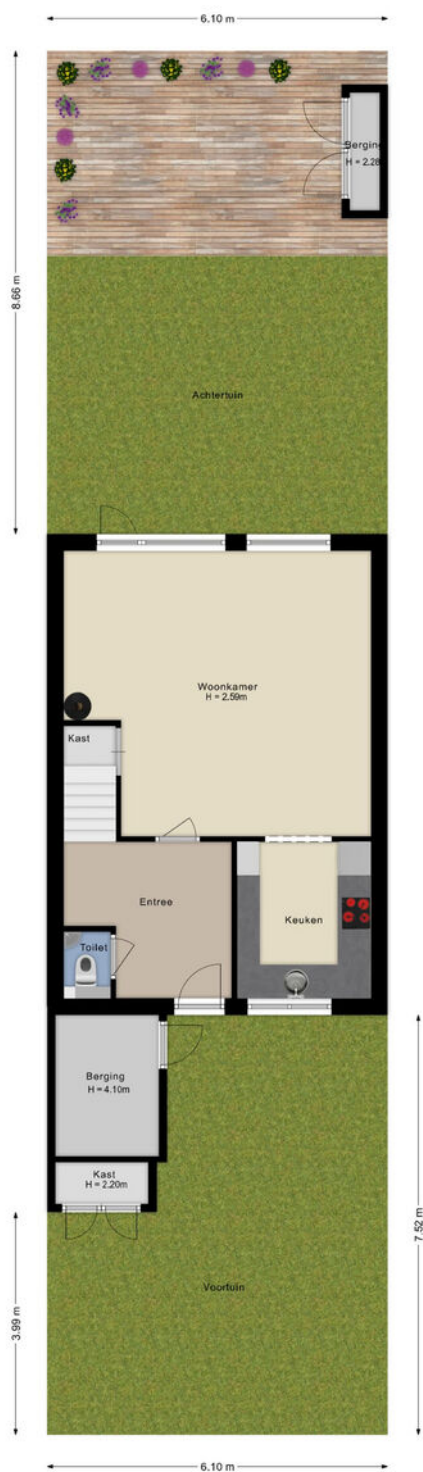 6.10 m
Berging
H = 2.28
8.66 m
Achtertuin
Woonkamer
H = 2.59m
Kast
Entree
Keuken
Toilet
Berging
H = 4.10m
Kast
H = 2.20m
7.52 m
3.99 m
Voortuin
6.10 m